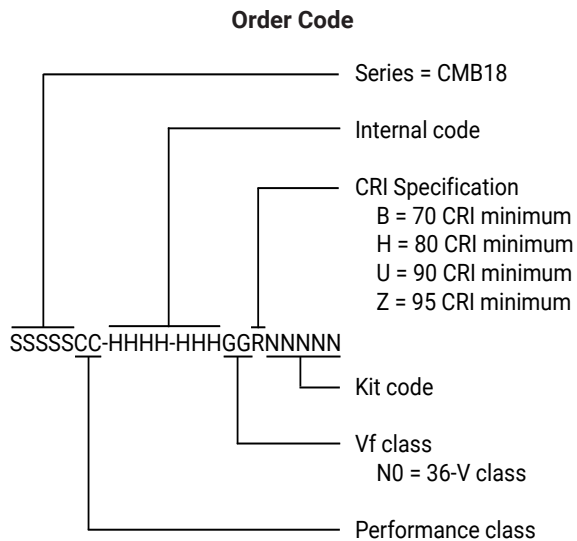 Order Code
Series = CMB18
Internal code
CRI Specification
B = 70 CRI minimum
H = 80 CRI minimum
U = 90 CRI minimum
Z = 95 CRI minimum
SSSSSCC-HHHH-HHHGGRNNNNN
Kit code
Vf class
N0 = 36-V class
Performance class